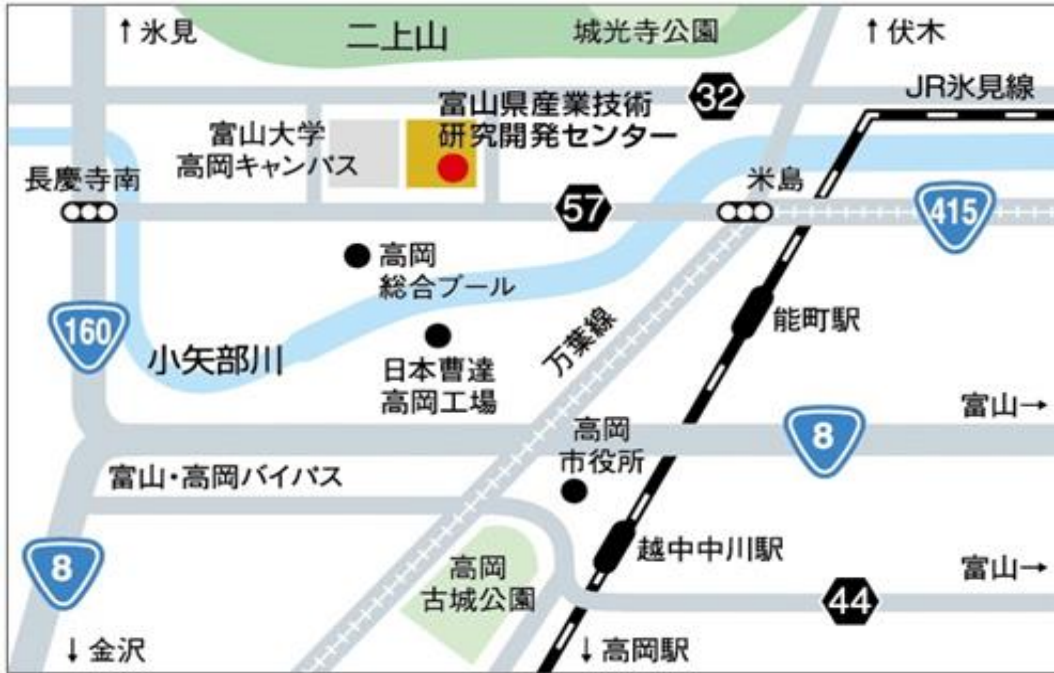 ↑氷見
二上山
城光寺公園
↑伏木
32
JR氷見線
富山県産業技術
研究開発センター
富山大学
高岡キャンパス
長慶寺南
米島
57
415
高岡
総合プール
160
小矢部川
日本曹達
高岡工場
万葉線
能町駅
富山→
8
高岡
市役所
富山・高岡バイパス
8
越中中川駅
高岡
古城公園
富山→
44
↓金沢
↓高岡駅